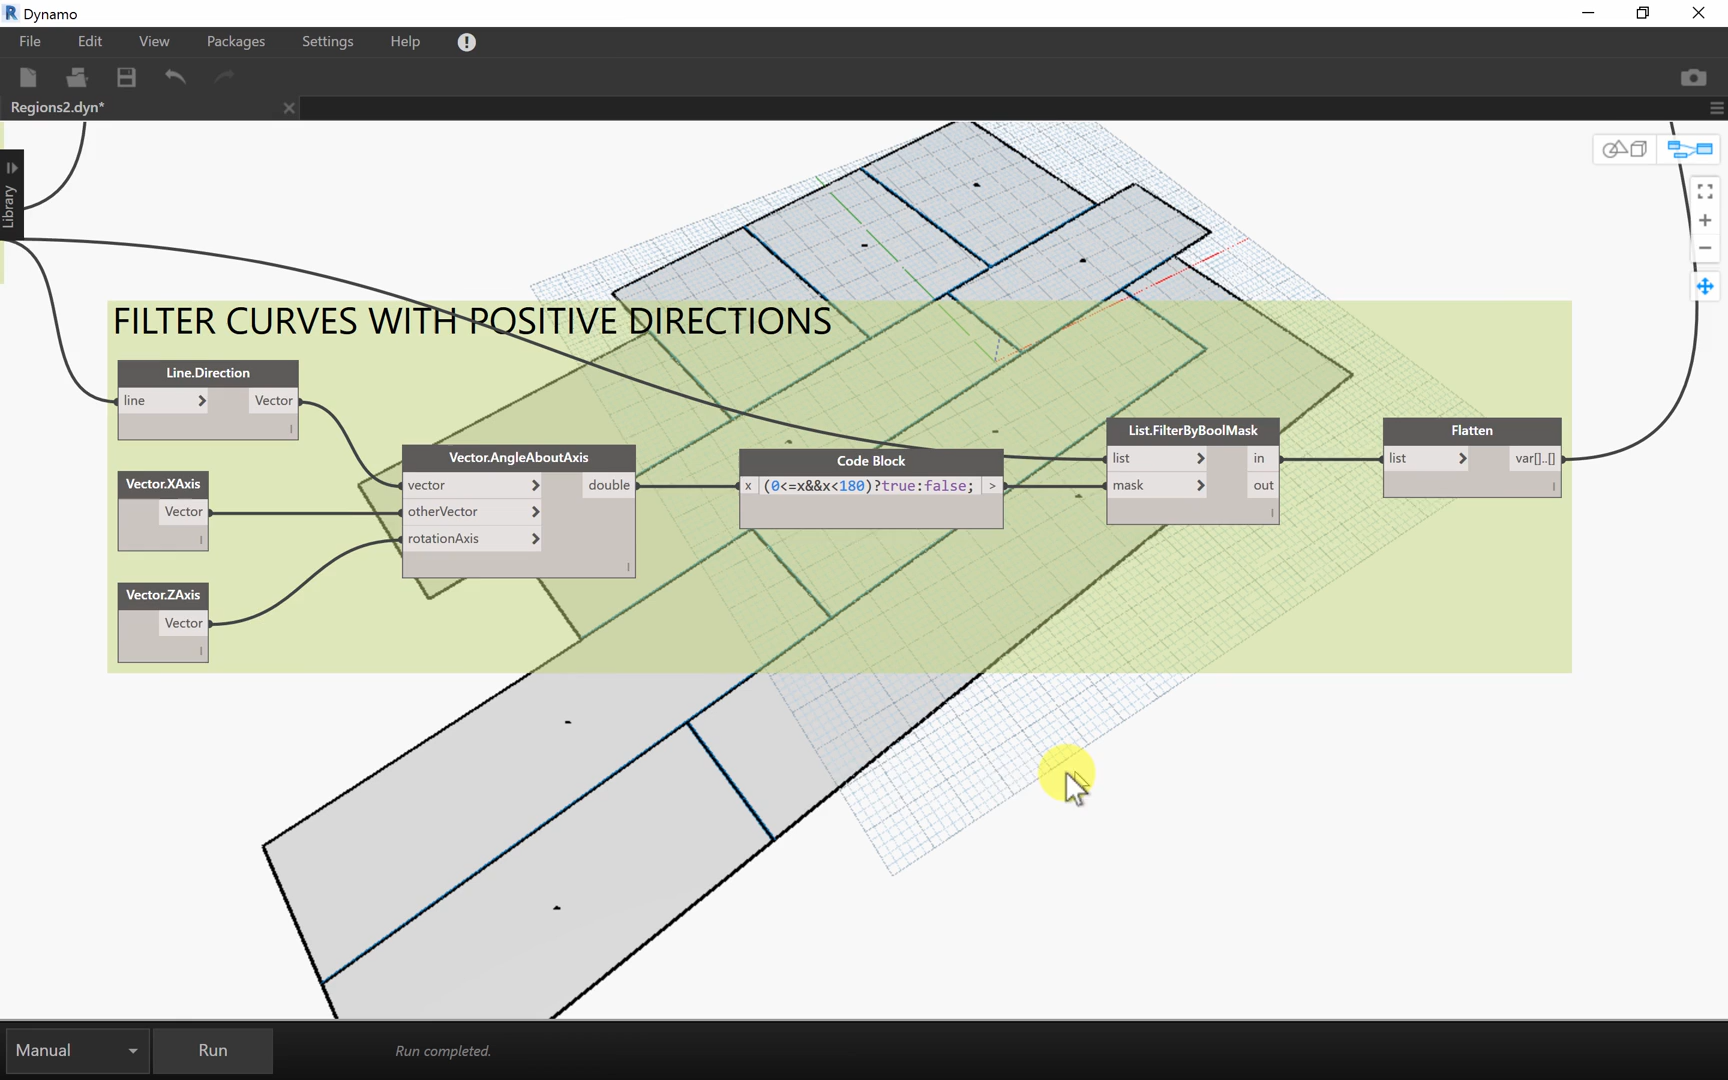 Dynamo
File Edit View Packages Settings Help
Regions2.dyn*
Library
FILTER CURVES WITH POSITIVE DIRECTIONS
Line.Direction
line > Vector
Vector.XAxis
Vector
Vector.ZAxis
Vector
Vector.AngleAboutAxis
vector > double
otherVector >
rotationAxis >
Code Block
x (0<=x&&x<180)?true:false; >
List.FilterByBoolMask
list > in
mask > out
Flatten
list > var[]..[]
Manual Run Run completed.